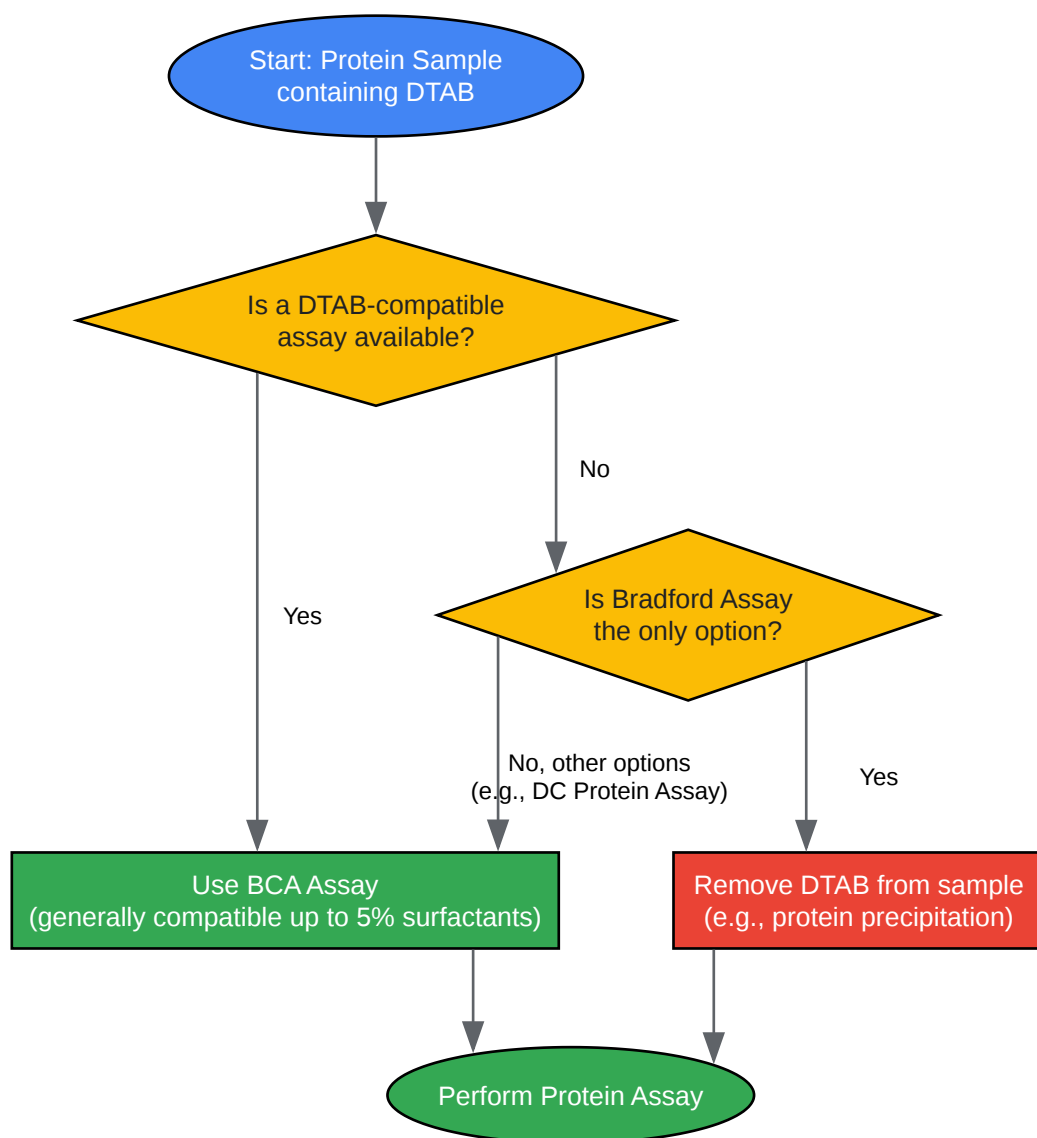 Start: Protein Sample
containing DTAB
Is a DTAB-compatible
assay available?
No
Yes
Is Bradford Assay
the only option?
No, other options
(e.g., DC Protein Assay)
Yes
Use BCA Assay
(generally compatible up to 5% surfactants)
Remove DTAB from sample
(e.g., protein precipitation)
Perform Protein Assay